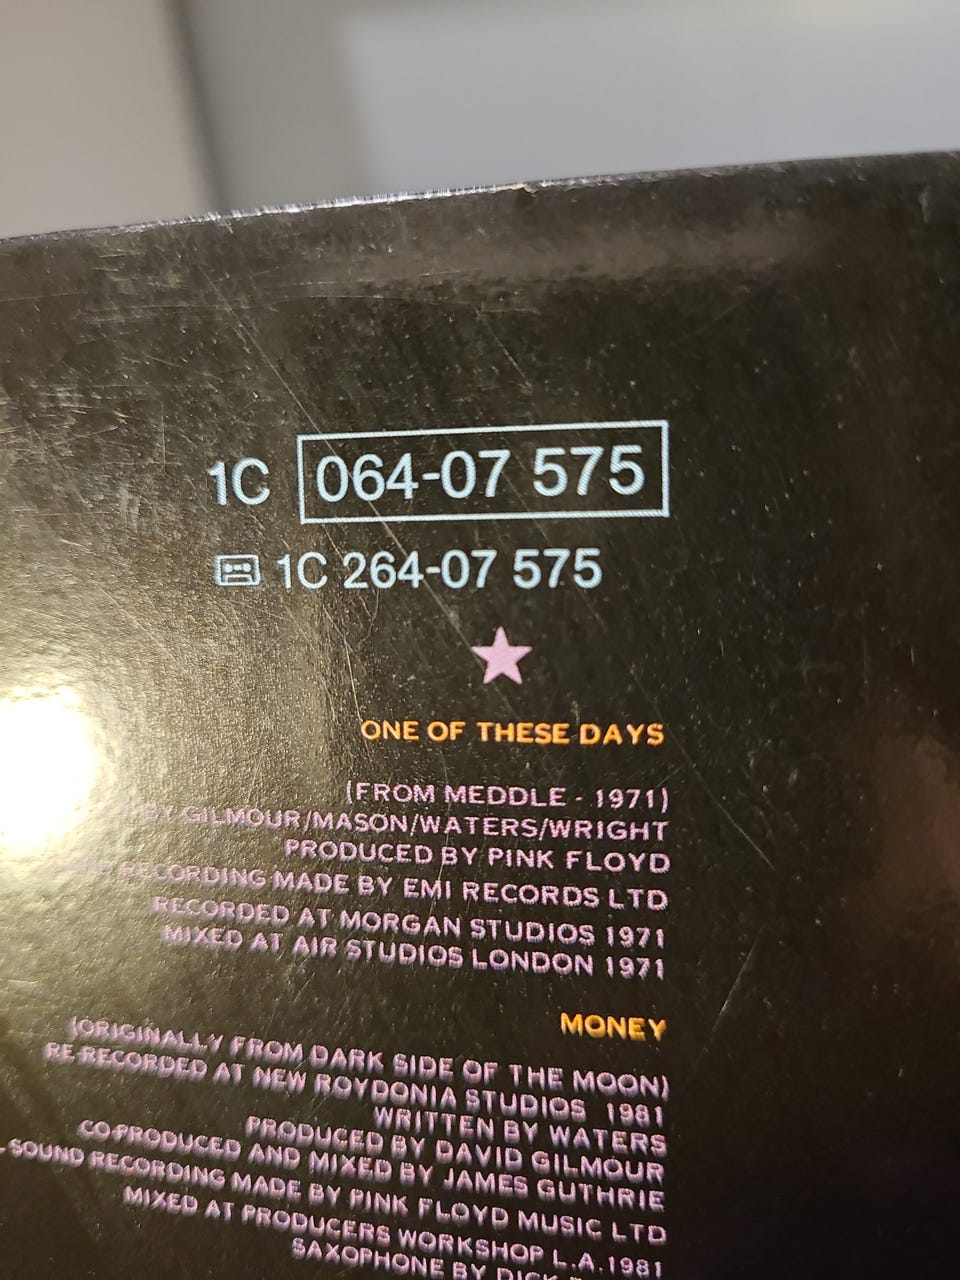 1C 064-07 575
1C 264-07 575
ONE OF THESE DAYS
(FROM MEDDLE - 1971)
BY GILMOUR/MASON/WATERS/WRIGHT
PRODUCED BY PINK FLOYD
RECORDING MADE BY EMI RECORDS LTD
RECORDED AT MORGAN STUDIOS 1971
MIXED AT AIR STUDIOS LONDON 1971
MONEY
(ORIGINALLY FROM DARK SIDE OF THE MOON)
RE-RECORDED AT NEW ROYDONIA STUDIOS 1981
WRITTEN BY WATERS
PRODUCED BY DAVID GILMOUR
CO-PRODUCED AND MIXED BY JAMES GUTHRIE
SOUND RECORDING MADE BY PINK FLOYD MUSIC LTD
MIXED AT PRODUCERS WORKSHOP L.A.1981
SAXOPHONE BY DICK